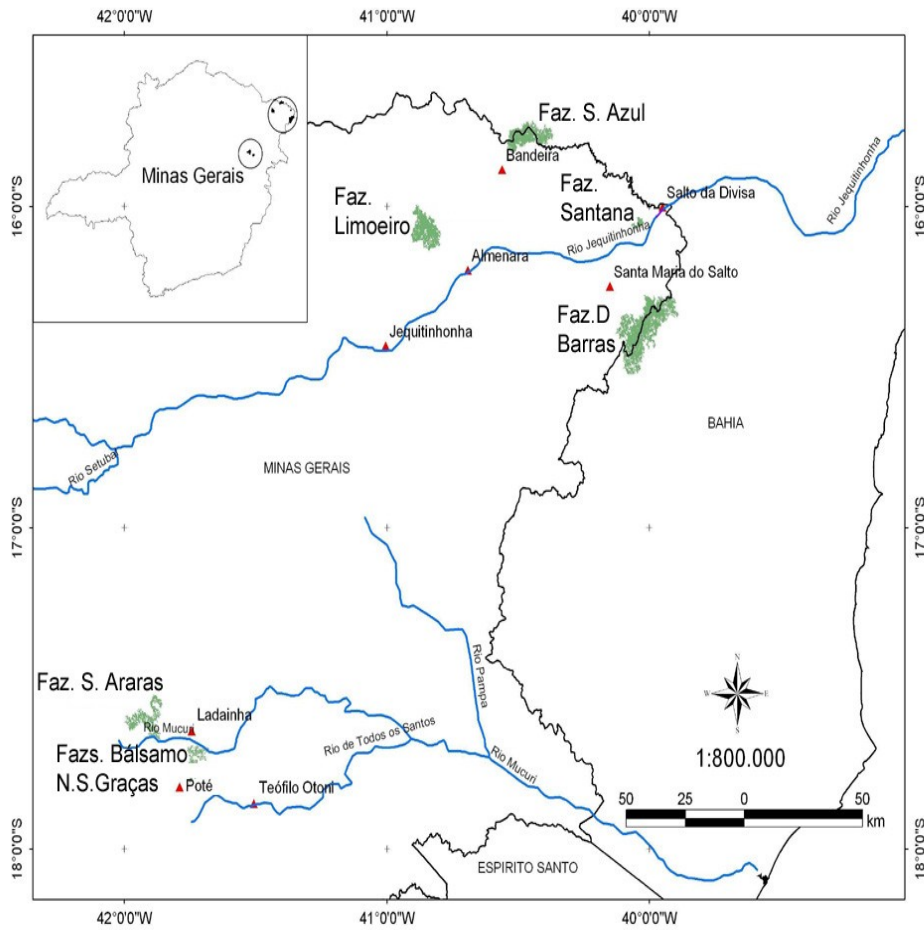 42°0'0"W
41°0'0"W
40°0'0"W
Faz. S. Azul
Bandeira
Minas Gerais
Faz.
Limoeiro
Faz.
Santana
Salto da Divisa
Rio Jequitinhonha
16°0'0"S
16°0'0"S
Rio Jequitinhonha
Almenara
Santa Maria do Salto
Faz.D
Barras
Jequitinhonha
BAHIA
Rio Setuba
MINAS GERAIS
17°0'0"S
17°0'0"S
Rio Pampa
N
W
E
S
Faz. S. Araras
Ladainha
Rio Mucuri
Rio de Todos os Santos
Fazs. Bálsamo
N.S.Graças
Rio Mucuri
Poté
Teófilo Otoni
1:800.000
50
25
0
50
km
18°0'0"S
18°0'0"S
ESPIRITO SANTO
42°0'0"W
41°0'0"W
40°0'0"W